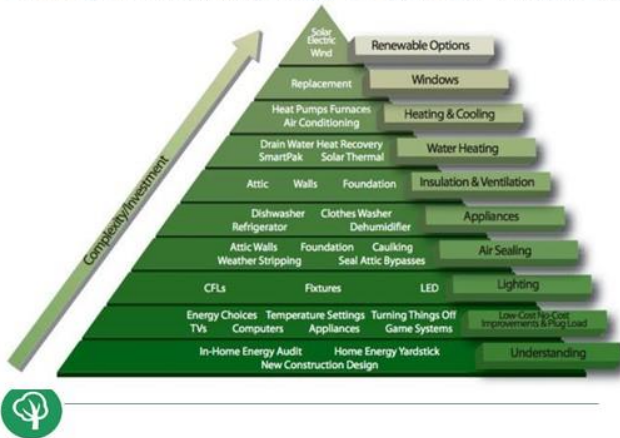 Solar
Electric
Wind
Renewable Options
Replacement
Windows
Heat Pumps Furnaces
Air Conditioning
Heating & Cooling
Drain Water Heat Recovery
SmartPak Solar Thermal
Water Heating
Attic Walls Foundation
Insulation & Ventilation
Dishwasher Clothes Washer
Refrigerator Dehumidifier
Appliances
Attic Walls Foundation Caulking
Weather Stripping Seal Attic Bypasses
Air Sealing
CFLs Fixtures LED
Lighting
Energy Choices Temperature Settings Turning Things Off
TVs Computers Appliances Game Systems
Low-Cost No-Cost
Improvements & Plug Load
In-Home Energy Audit Home Energy Yardstick
New Construction Design
Understanding
Complexity/Investment